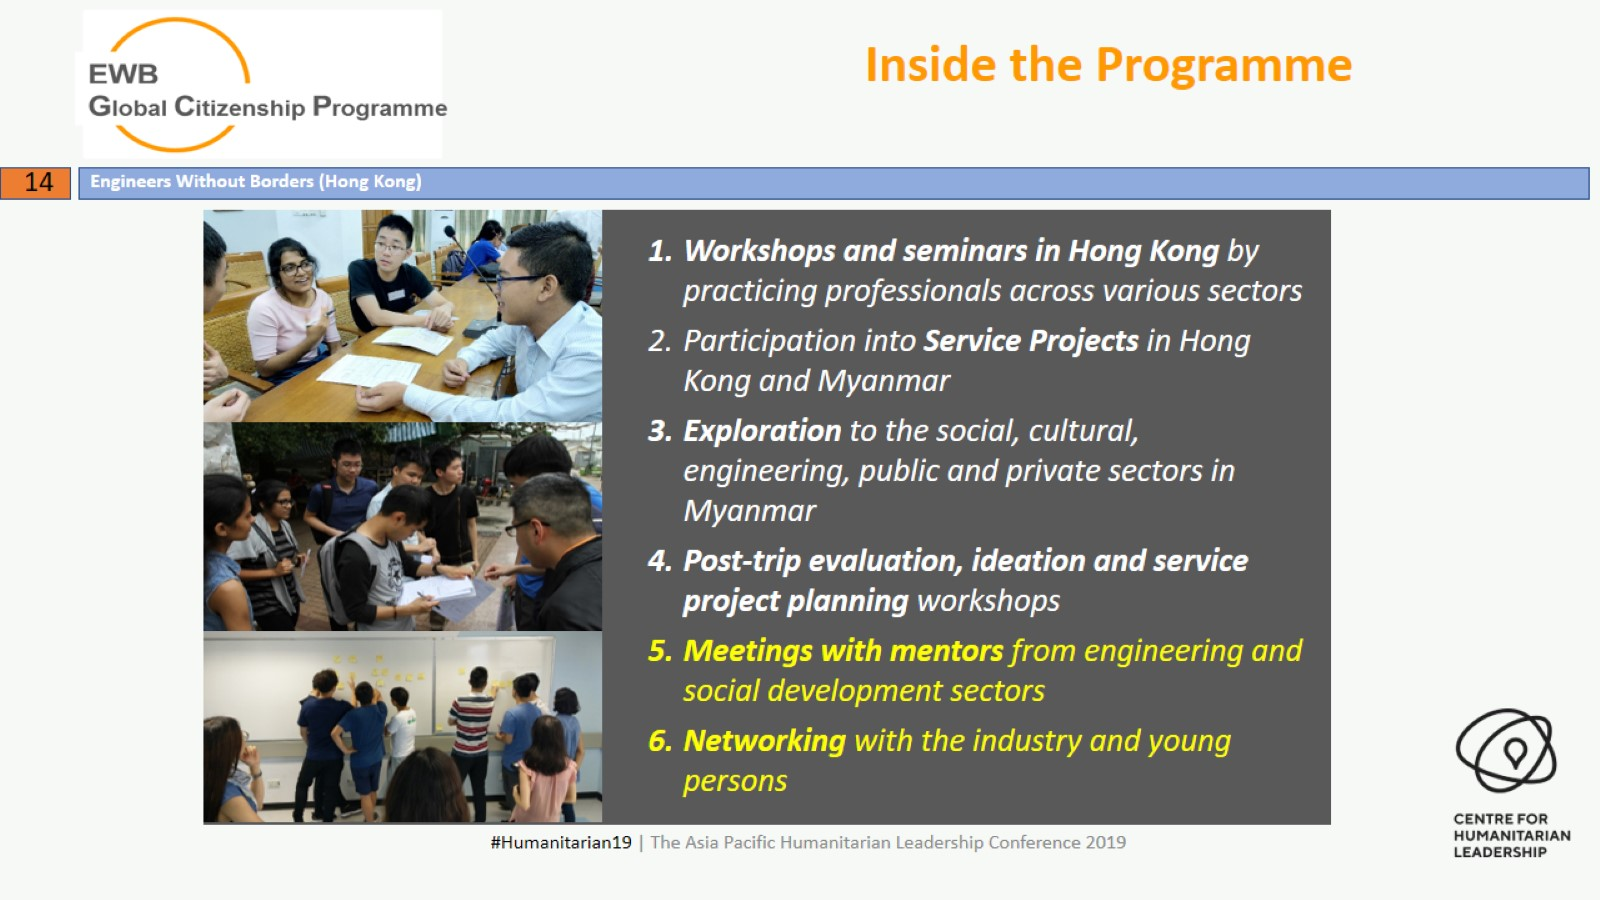 EWB
Global Citizenship Programme
Inside the Programme
14
Engineers Without Borders (Hong Kong)
1. Workshops and seminars in Hong Kong by
practicing professionals across various sectors
2. Participation into Service Projects in Hong
Kong and Myanmar
3. Exploration to the social, cultural,
engineering, public and private sectors in
Myanmar
4. Post-trip evaluation, ideation and service
project planning workshops
5. Meetings with mentors from engineering and
social development sectors
6. Networking with the industry and young
persons
#Humanitarian19 | The Asia Pacific Humanitarian Leadership Conference 2019
CENTRE FOR
HUMANITARIAN
LEADERSHIP